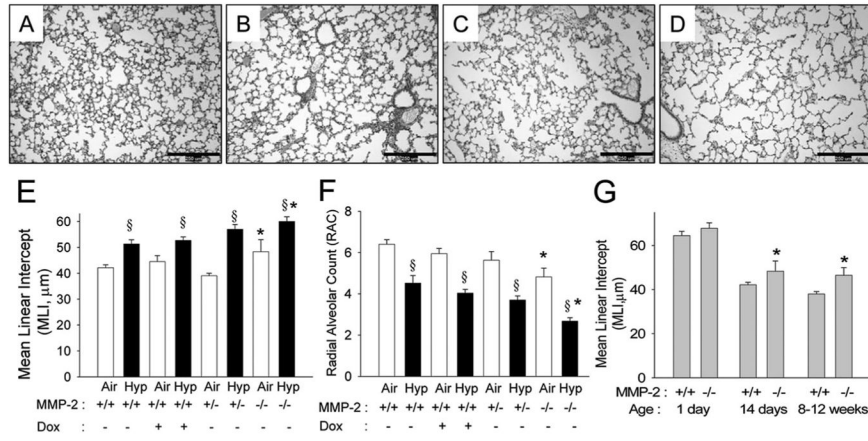 A
B
C
D
E
Mean Linear Intercept
(MLI, μm)
60
50
40
30
20
10
0
Air Hyp Air Hyp Air Hyp Air Hyp
MMP-2 : +/+ +/+ +/+ +/+ +/- +/- -/- -/-
Dox : - - + + - - - -
§ § § * § *
F
Radial Alveolar Count (RAC)
8
6
4
2
0
Air Hyp Air Hyp Air Hyp Air Hyp
MMP-2 : +/+ +/+ +/+ +/+ +/- +/- -/- -/-
Dox : - - + + - - - -
§ § § * § *
G
Mean Linear Intercept
(MLI,μm)
60
40
20
0
* *
MMP-2 : +/+ -/- +/+ -/- +/+ -/-
Age : 1 day 14 days 8-12 weeks